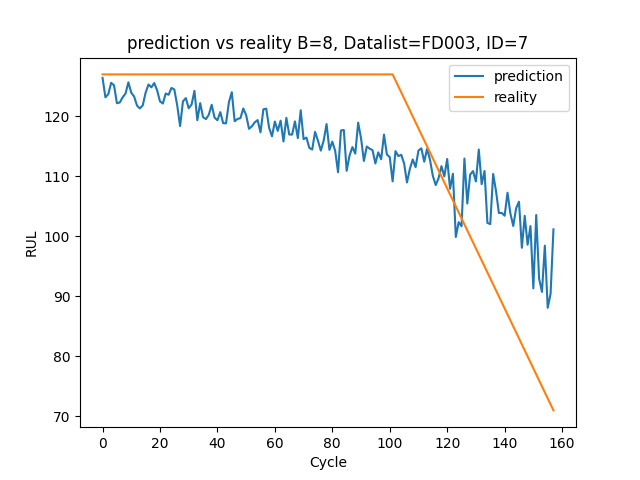 prediction vs reality B=8, Datalist=FD003, ID=7
prediction
reality
120
110
100
90
80
70
RUL
0 20 40 60 80 100 120 140 160
Cycle